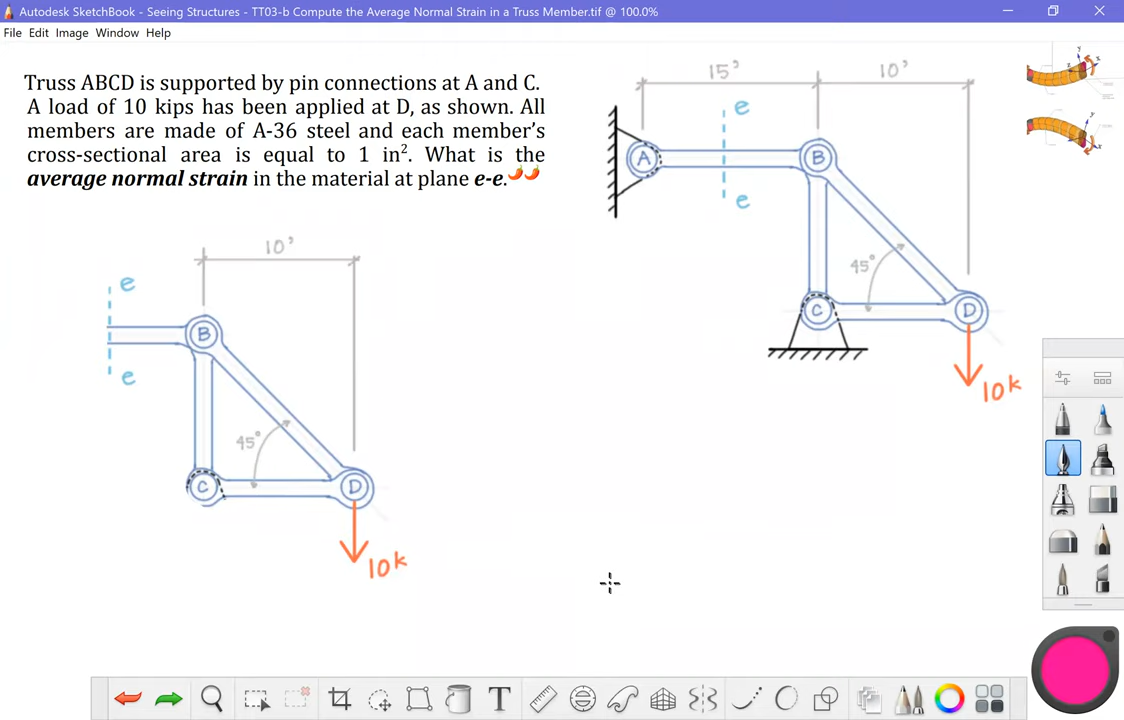 Autodesk SketchBook - Seeing Structures - TT03-b Compute the Average Normal Strain in a Truss Member.tif @ 100.0%
File Edit Image Window Help
Truss ABCD is supported by pin connections at A and C.
A load of 10 kips has been applied at D, as shown. All
members are made of A-36 steel and each member's
cross-sectional area is equal to 1 in². What is the
average normal strain in the material at plane e-e.
15'
10'
e
A
B
e
45°
C
D
10k
10'
e
B
e
45°
C
D
10k
T